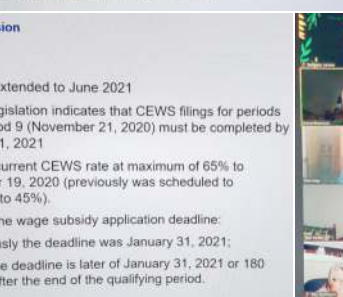 sion
xtended to June 2021
gislation indicates that CEWS filings for periods
od 9 (November 21, 2020) must be completed by
1, 2021
urrent CEWS rate at maximum of 65% to
r 19, 2020 (previously was scheduled to
to 45%).
he wage subsidy application deadline:
sly the deadline was January 31, 2021;
e deadline is later of January 31, 2021 or 180
fter the end of the qualifying period.